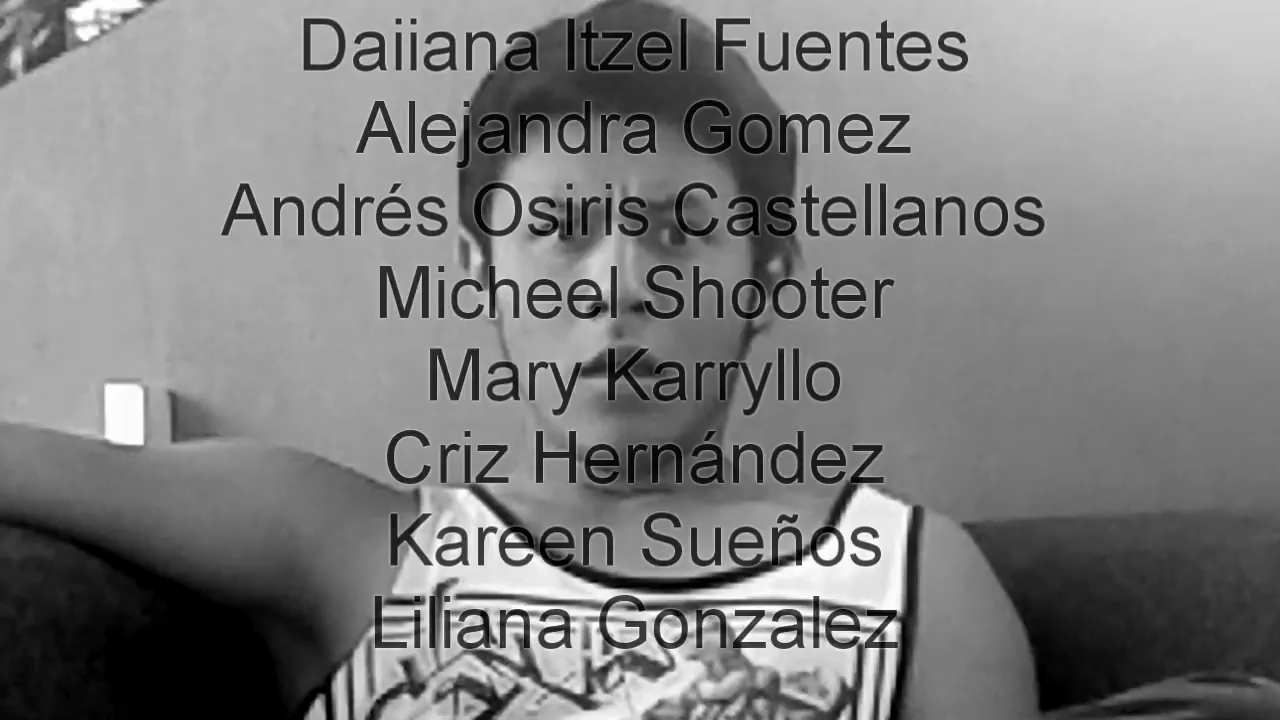 Daiiana Itzel Fuentes
Alejandra Gomez
Andrés Osiris Castellanos
Micheel Shooter
Mary Karryllo
Criz Hernández
Kareen Sueños
Liliana Gonzalez